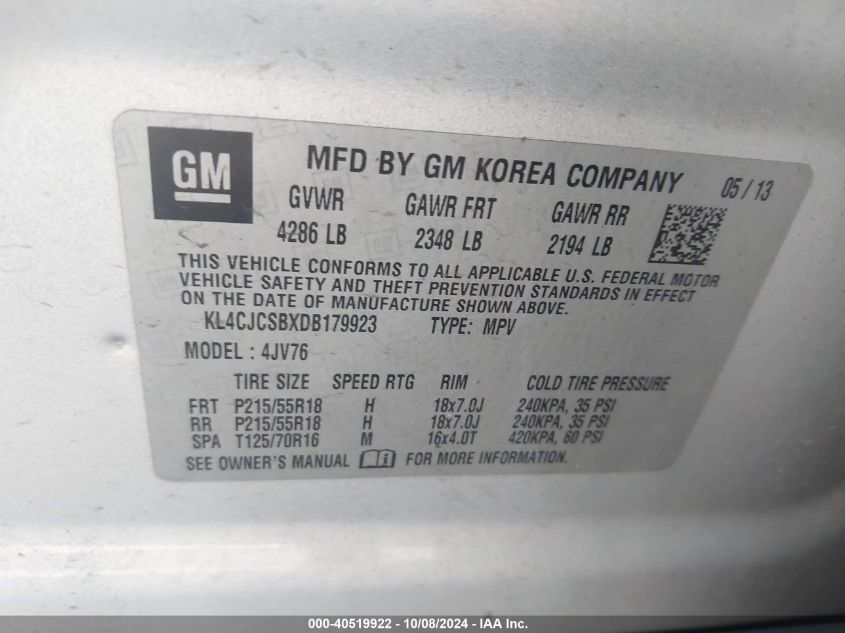 GM
MFD BY GM KOREA COMPANY 05/13
GVWR GAWR FRT GAWR RR
4286 LB 2348 LB 2194 LB
THIS VEHICLE CONFORMS TO ALL APPLICABLE U.S. FEDERAL MOTOR
VEHICLE SAFETY AND THEFT PREVENTION STANDARDS IN EFFECT
ON THE DATE OF MANUFACTURE SHOWN ABOVE.
KL4CJCSBXDB179923 TYPE: MPV
MODEL : 4JV76
TIRE SIZE SPEED RTG RIM COLD TIRE PRESSURE
FRT P215/55R18 H 18x7.0J 240KPA, 35 PSI
RR P215/55R18 H 18x7.0J 240KPA, 35 PSI
SPA T125/70R16 M 16x4.0T 420KPA, 60 PSI
SEE OWNER'S MANUAL i FOR MORE INFORMATION.
000-40519922 - 10/08/2024 - IAA Inc.